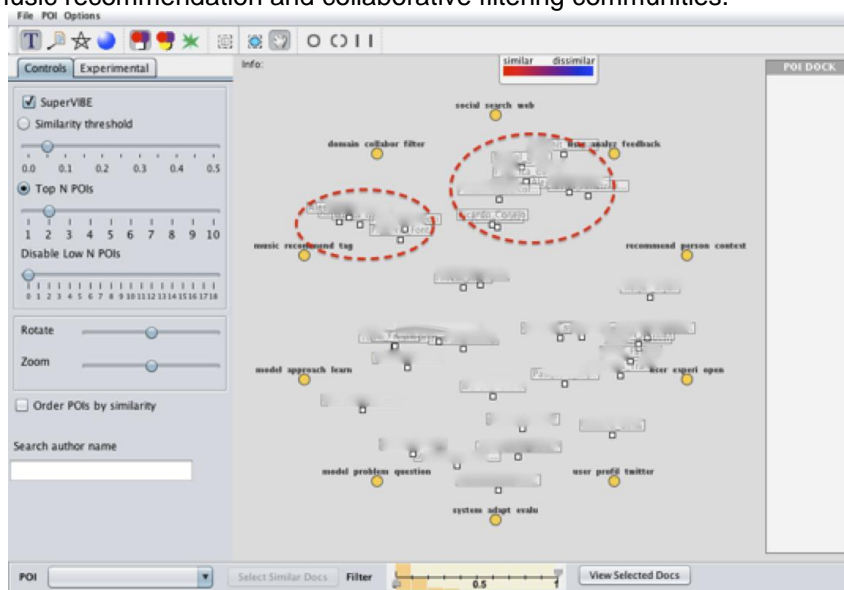 music recommendation and collaborative filtering communities.
File POI Options
Controls Experimental
Info:
similar dissimilar
POI DOCK
SuperVIBE
Similarity threshold
0.0 0.1 0.2 0.3 0.4 0.5
Top N POIs
1 2 3 4 5 6 7 8 9 10
Disable Low N POIs
0 1 2 3 4 5 6 7 8 9 10 11 12 13 14 15 16 17 18
Rotate
Zoom
Order POIs by similarity
Search author name
social search web
domain collabor filter
user analyz feedback
Ricardo Conejo
music recommend tag
recommend person context
model approach learn
user experi open
model problem question
user profil twitter
system adapt evalu
POI
Select Similar Docs
Filter
0.5
1
View Selected Docs